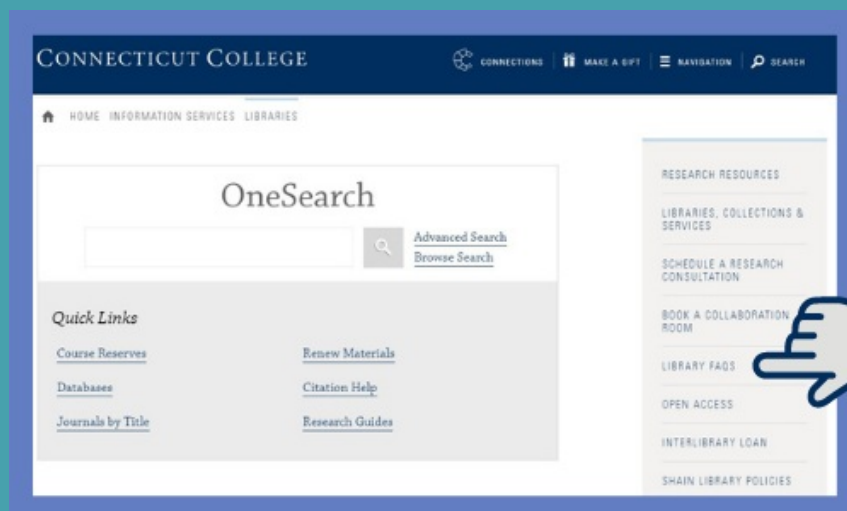 CONNECTICUT COLLEGE
CONNECTIONS
MAKE A GIFT
NAVIGATION
SEARCH
HOME INFORMATION SERVICES LIBRARIES
OneSearch
Advanced Search
Browse Search
Quick Links
Course Reserves
Renew Materials
Databases
Citation Help
Journals by Title
Research Guides
RESEARCH RESOURCES
LIBRARIES, COLLECTIONS &
SERVICES
SCHEDULE A RESEARCH
CONSULTATION
BOOK A COLLABORATION
ROOM
LIBRARY FAQS
OPEN ACCESS
INTERLIBRARY LOAN
SHAIN LIBRARY POLICIES